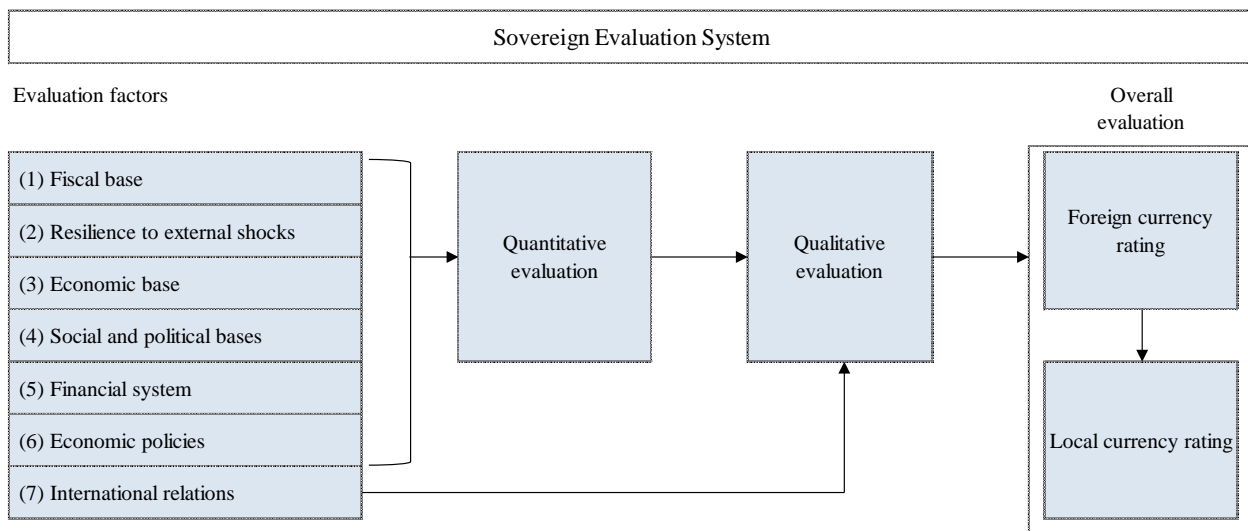 Sovereign Evaluation System
Evaluation factors
Overall
evaluation
(1) Fiscal base
(2) Resilience to external shocks
(3) Economic base
(4) Social and political bases
(5) Financial system
(6) Economic policies
(7) International relations
Quantitative
evaluation
Qualitative
evaluation
Foreign currency
rating
Local currency rating